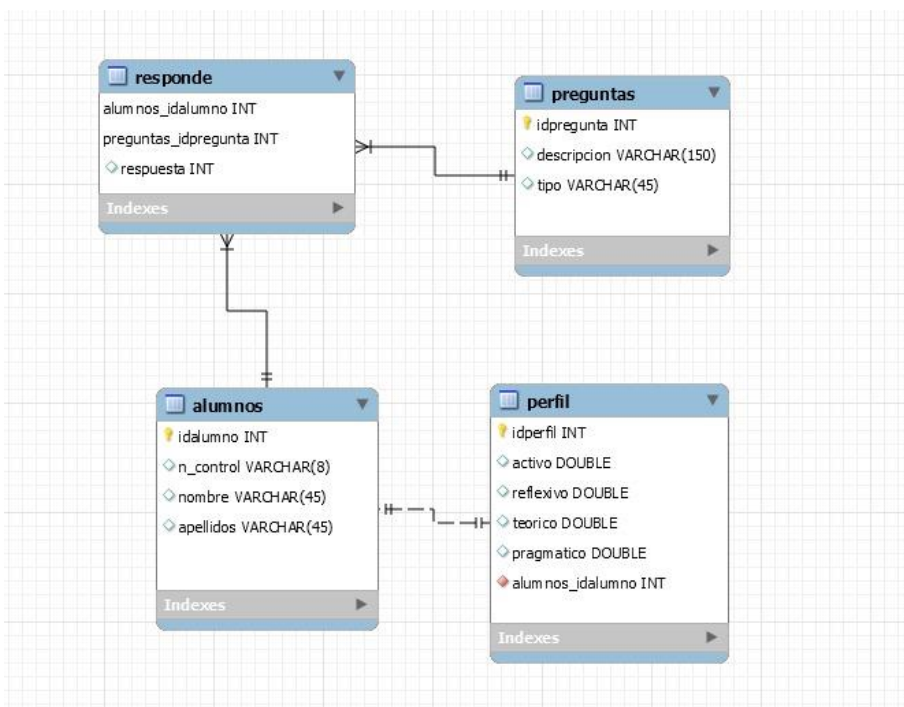 responde
alumnos_idalumno INT
preguntas_idpregunta INT
respuesta INT
Indexes
preguntas
idpregunta INT
descripcion VARCHAR(150)
tipo VARCHAR(45)
Indexes
alumnos
idalumno INT
n_control VARCHAR(8)
nombre VARCHAR(45)
apellidos VARCHAR(45)
Indexes
perfil
idperfil INT
activo DOUBLE
reflexivo DOUBLE
teorico DOUBLE
pragmatico DOUBLE
alumnos_idalumno INT
Indexes